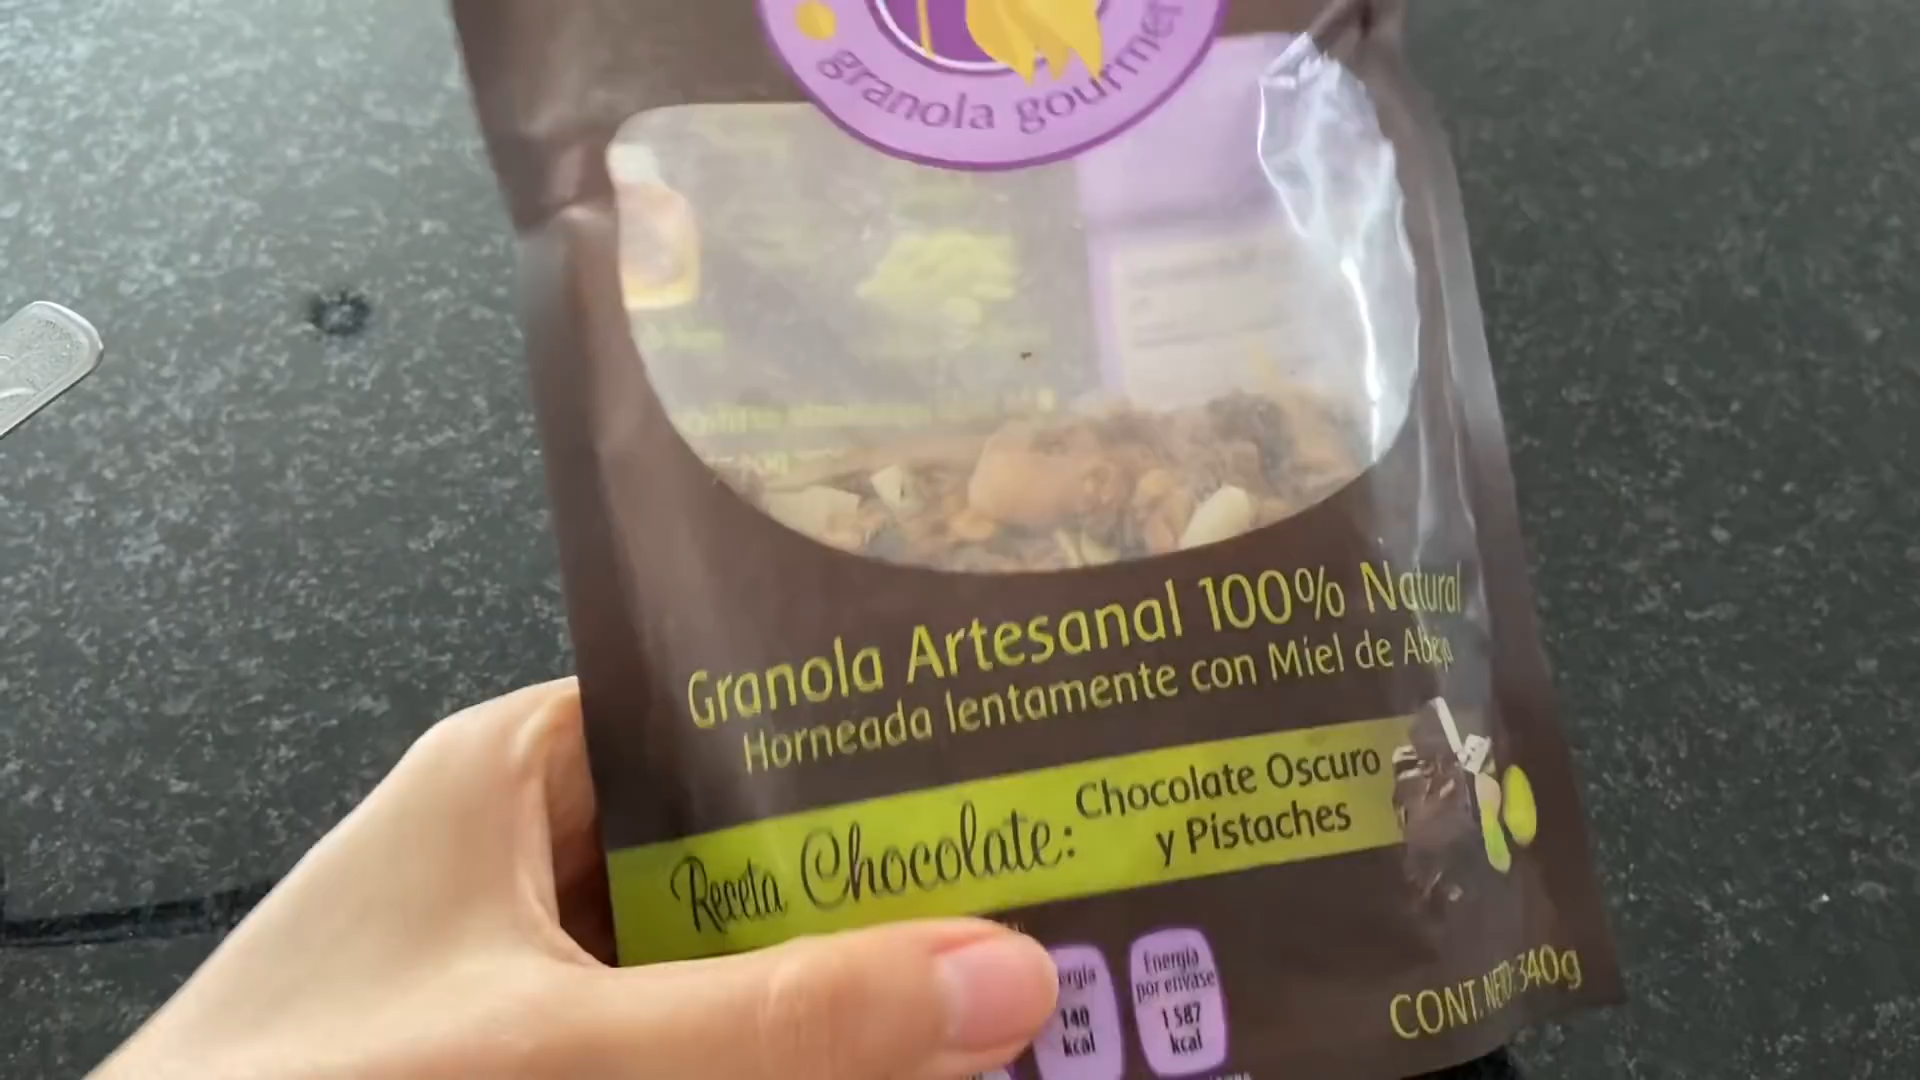 granola gourmet
Granola Artesanal 100% Natural
Horneada lentamente con Miel de Abeja
Receta Chocolate:
Chocolate Oscuro
y Pistaches
140
kcal
Energía
por envase
1 587
kcal
CONT. NETO: 340g